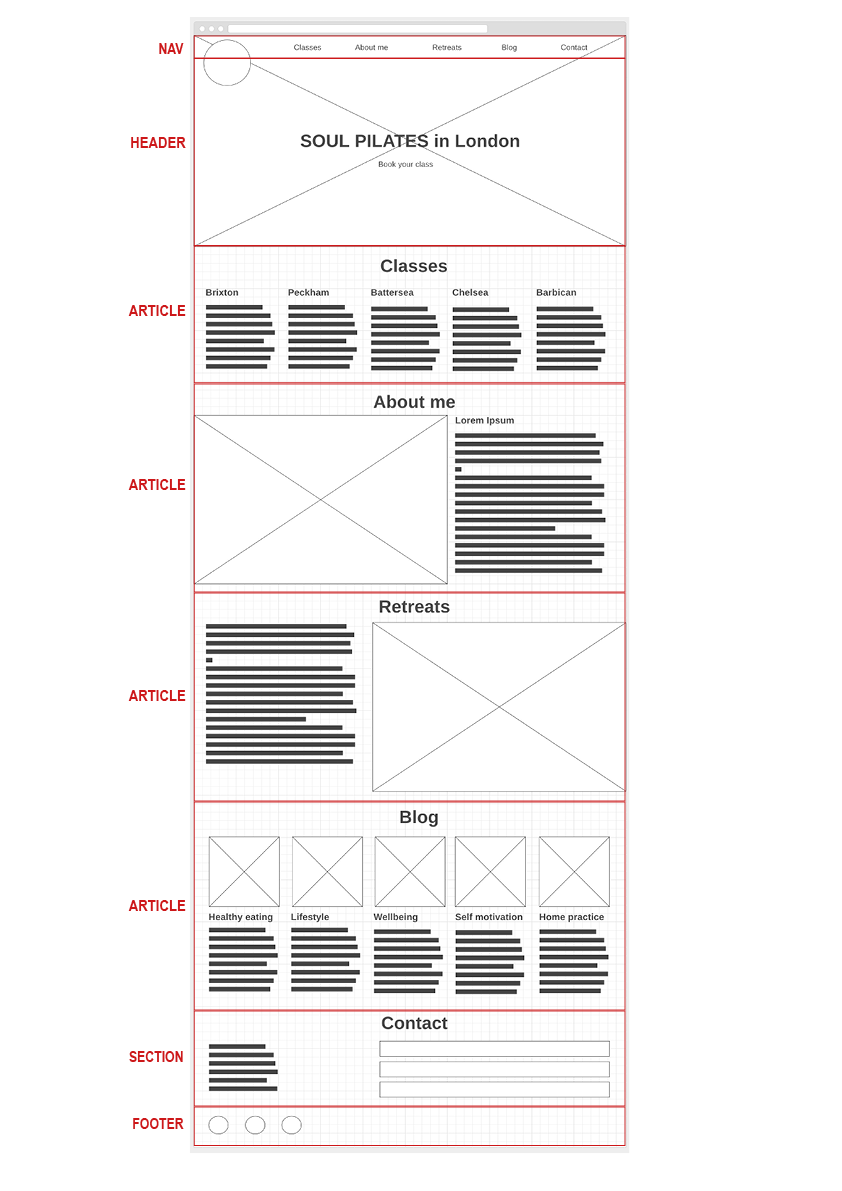 NAV
Classes About me Retreats Blog Contact
HEADER
SOUL PILATES in London
Book your class
ARTICLE
Classes
Brixton Peckham Battersea Chelsea Barbican
ARTICLE
About me
Lorem Ipsum
ARTICLE
Retreats
ARTICLE
Blog
Healthy eating Lifestyle Wellbeing Self motivation Home practice
SECTION
Contact
FOOTER